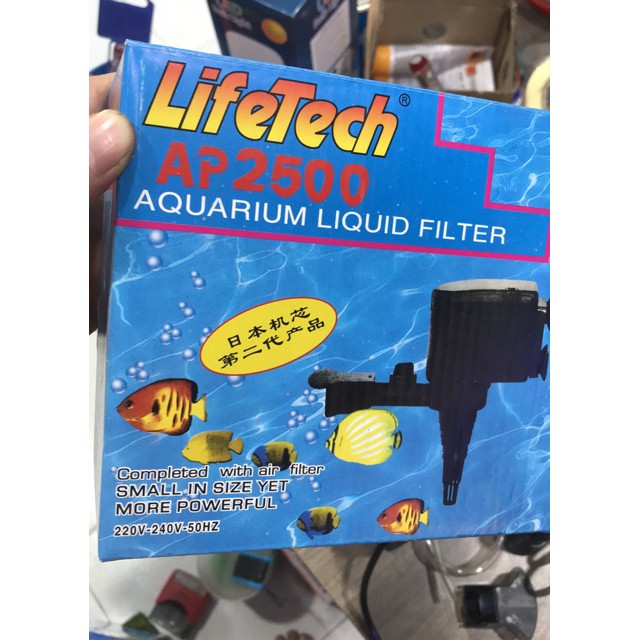 LifeTech®
AP2500
AQUARIUM LIQUID FILTER
日本机芯
第二代产品
Completed with air filter
SMALL IN SIZE YET
MORE POWERFUL
220V-240V-50HZ